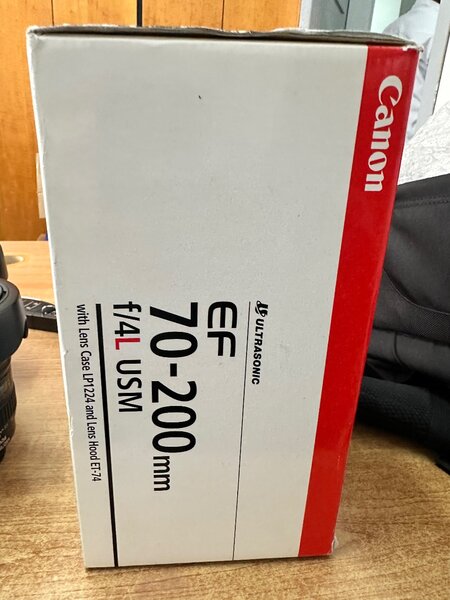 Canon
ULTRASONIC
EF
70-200mm
f/4L USM
with Lens Case LP1224 and Lens Hood ET-74